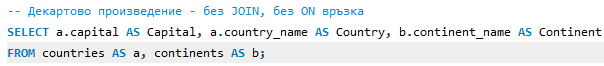 -- Декартово произведение - без JOIN, без ON връзка
SELECT a.capital AS Capital, a.country_name AS Country, b.continent_name AS Continent
FROM countries AS a, continents AS b;